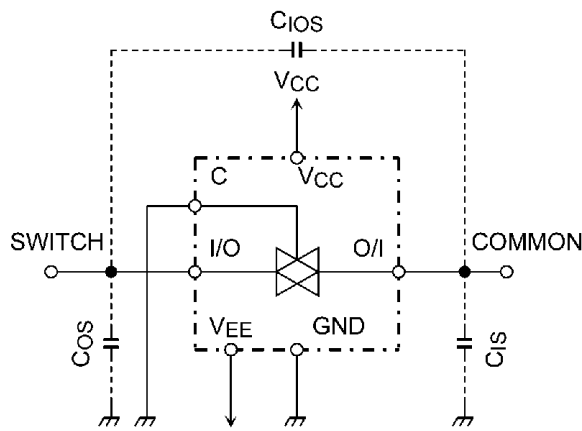 CIOS
VCC
C
VCC
SWITCH
I/O
O/I
COMMON
VEE
GND
COS
CIS